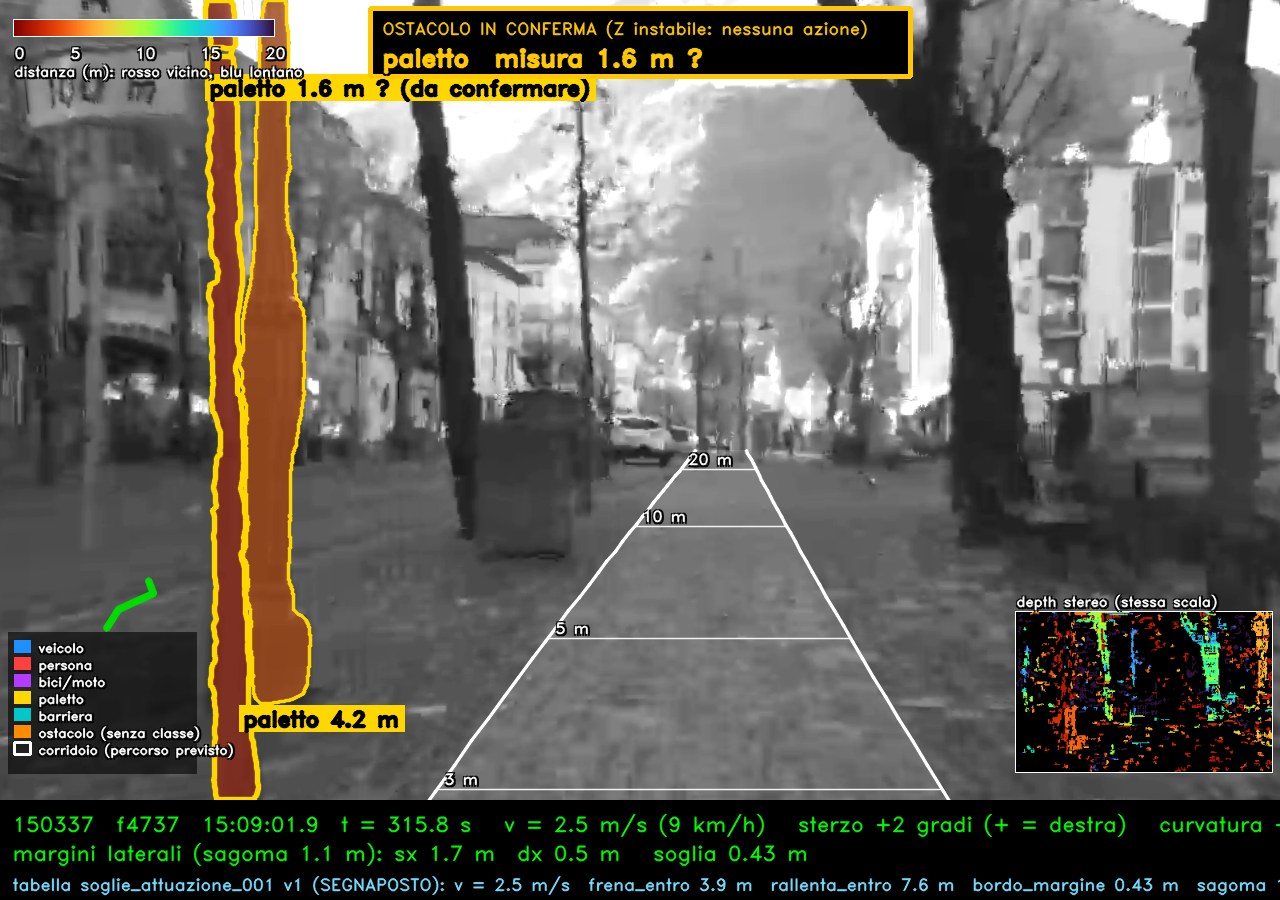 0 5 10 15 20
distanza (m): rosso vicino, blu lontano
OSTACOLO IN CONFERMA (Z instabile: nessuna azione)
paletto misura 1.6 m ?
paletto 1.6 m ? (da confermare)
20 m
10 m
5 m
3 m
depth stereo (stessa scala)
veicolo
persona
bici/moto
paletto
barriera
ostacolo (senza classe)
corridoio (percorso previsto)
paletto 4.2 m
150337 f4737 15:09:01.9 t = 315.8 s v = 2.5 m/s (9 km/h) sterzo +2 gradi (+ = destra) curvatura
margini laterali (sagoma 1.1 m): sx 1.7 m dx 0.5 m soglia 0.43 m
tabella soglie_attuazione_001 v1 (SEGNAPOSTO): v = 2.5 m/s frena_entro 3.9 m rallenta_entro 7.6 m bordo_margine 0.43 m sagoma